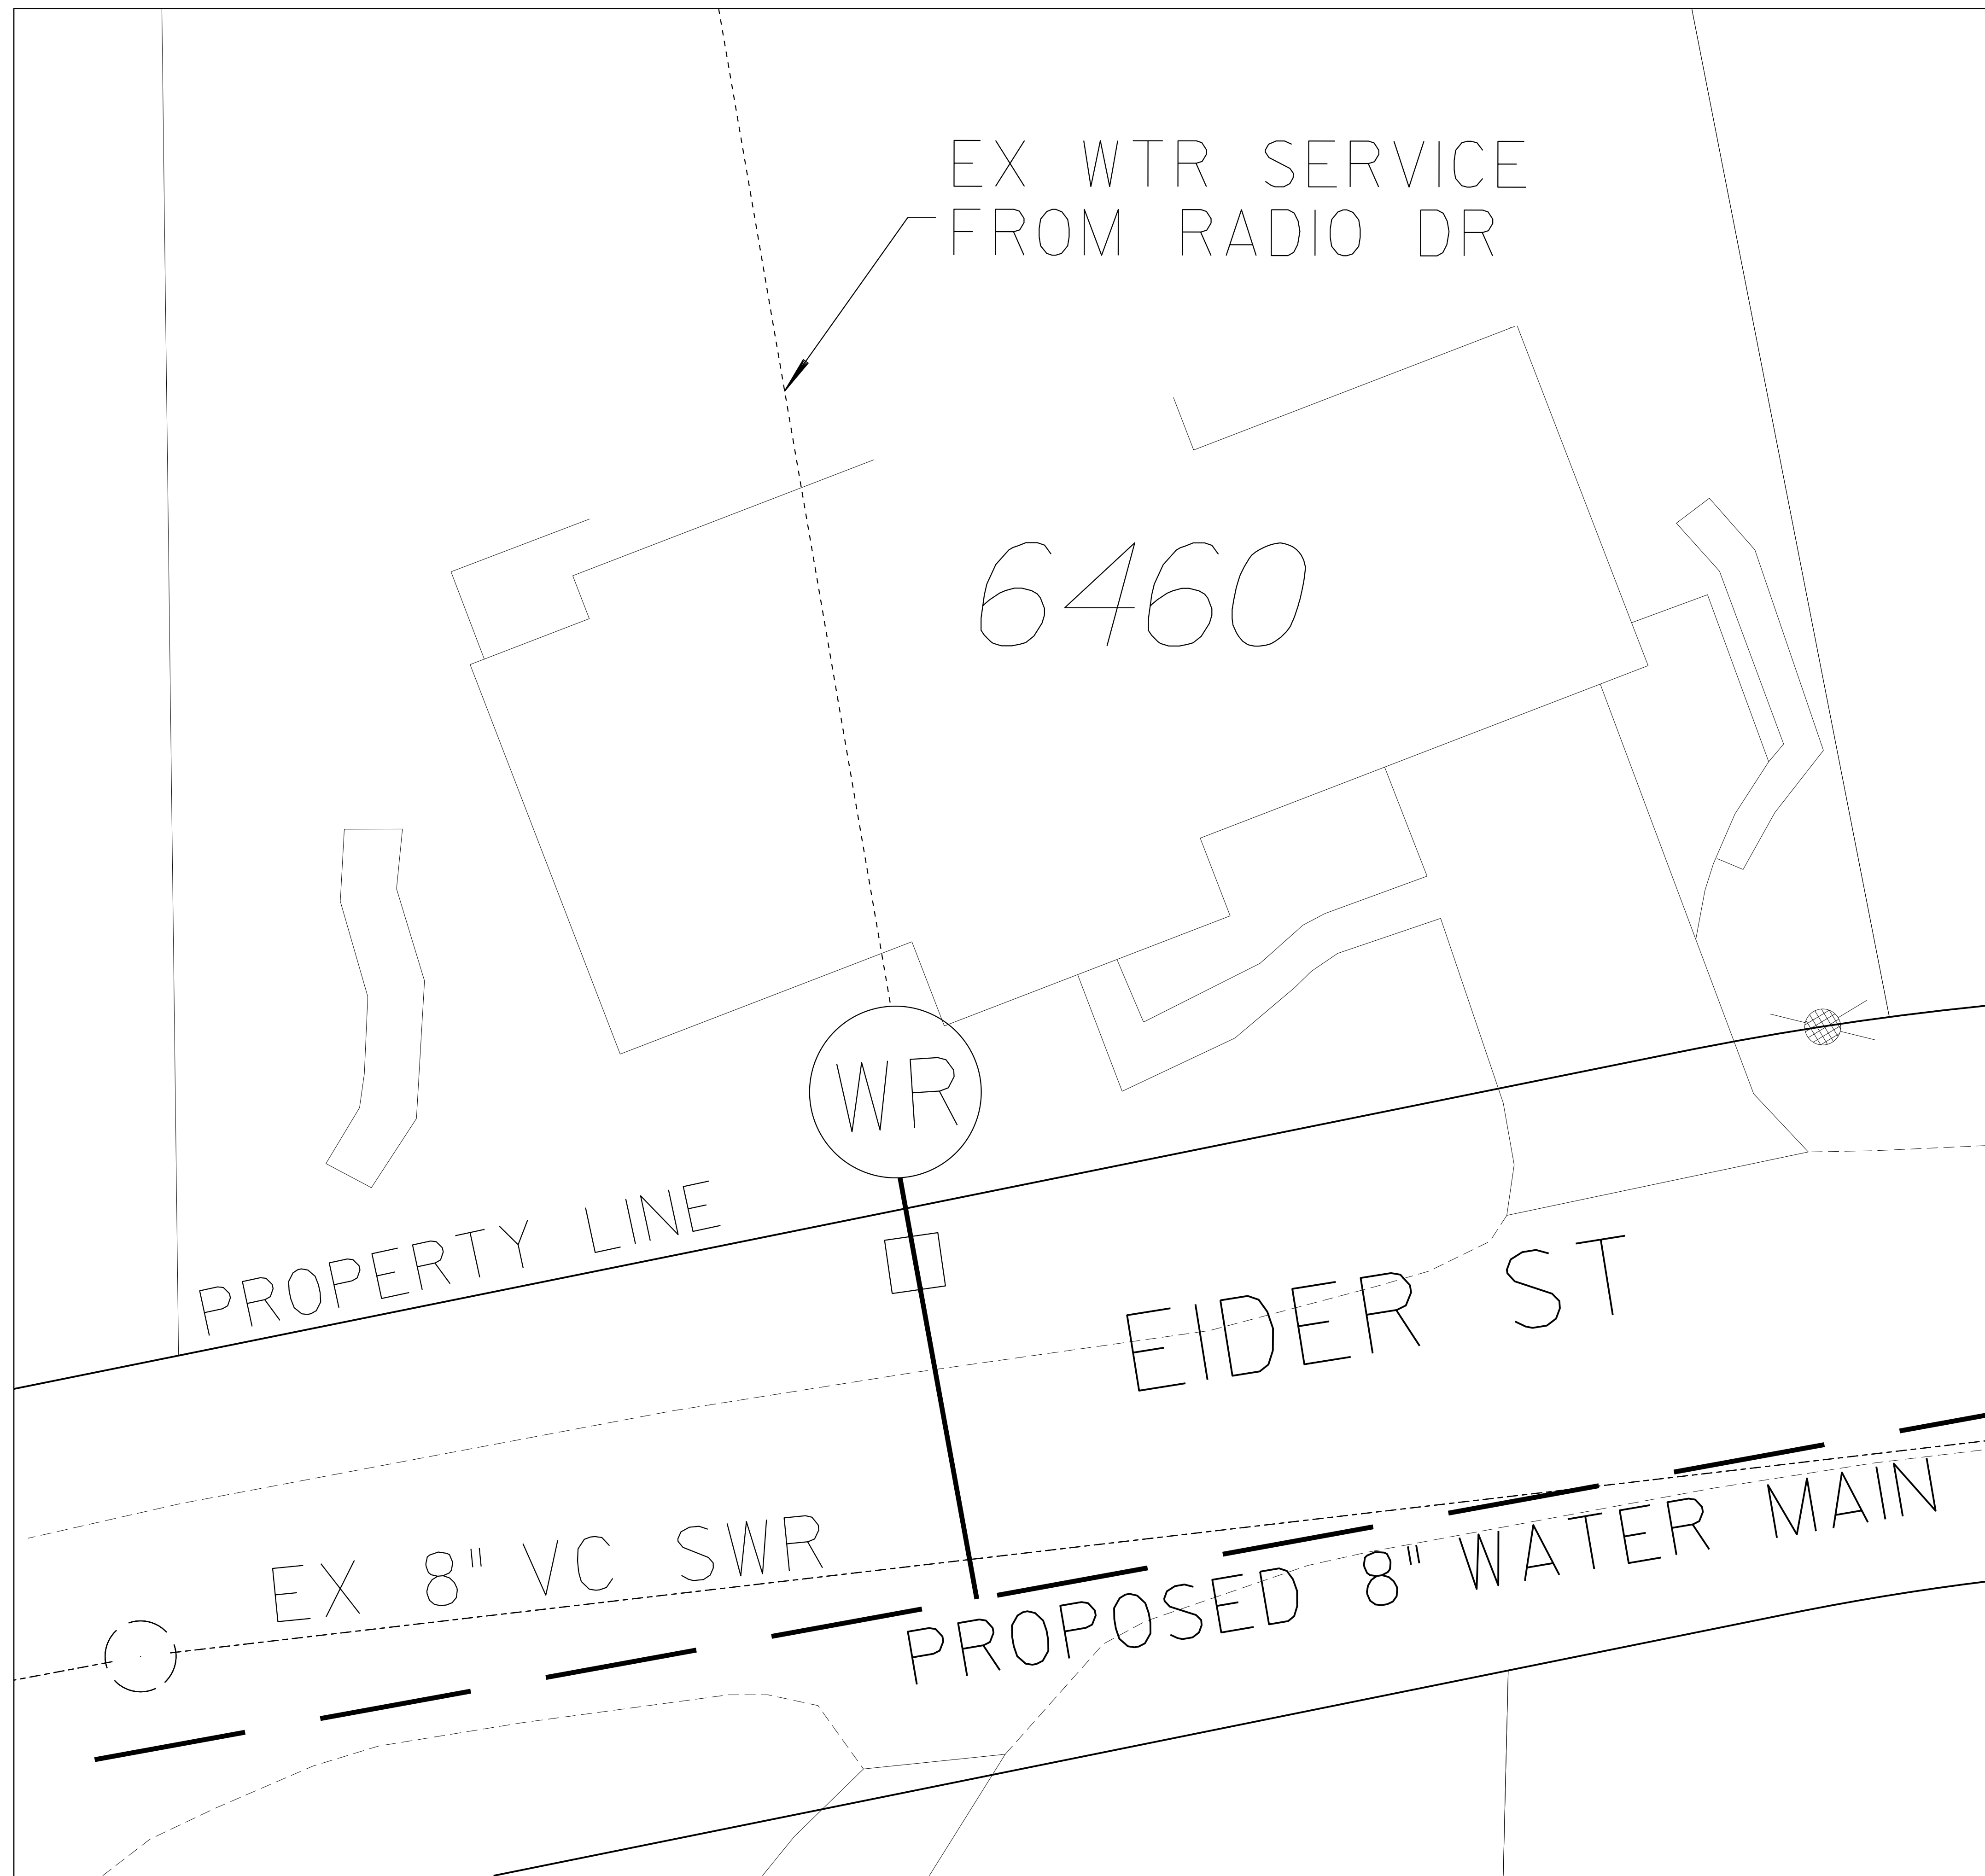 EX WTR SERVICE
FROM RADIO DR
6460
WR
PROPERTY LINE
EIDER ST
EX 8" VC SWR
PROPOSED 8" WATER MAIN